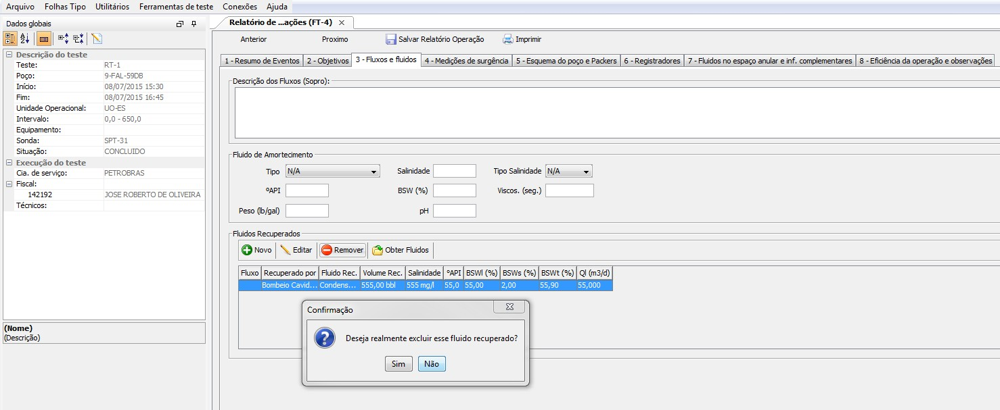 Arquivo Folhas Tipo Utilitários Ferramentas de teste Conexões Ajuda
Dados globais
Descrição do teste
Teste: RT-1
Poço: 9-FAL-59DB
Início: 08/07/2015 15:30
Fim: 08/07/2015 16:45
Unidade Operacional: UO-ES
Intervalo: 0,0 - 650,0
Equipamento:
Sonda: SPT-31
Situação: CONCLUIDO
Execução do teste
Cia. de serviço: PETROBRAS
Fiscal:
142192 JOSE ROBERTO DE OLIVEIRA
Técnicos:
(Nome)
(Descrição)
Relatório de ...ações (FT-4)
Anterior Proximo Salvar Relatório Operação Imprimir
1 - Resumo de Eventos 2 - Objetivos 3 - Fluxos e fluidos 4 - Medições de surgência 5 - Esquema do poço e Packers 6 - Registradores 7 - Fluidos no espaço anular e inf. complementares 8 - Eficiência da operação e observações
Descrição dos Fluxos (Sopro):
Fluido de Amortecimento
Tipo N/A Salinidade Tipo Salinidade N/A
ºAPI BSW (%) Viscos. (seg.)
Peso (lb/gal) pH
Fluidos Recuperados
Novo Editar Remover Obter Fluidos
Fluxo Recuperado por Fluido Rec. Volume Rec. Salinidade ºAPI BSWl (%) BSWs (%) BSWt (%) Ql (m3/d)
Bombeio Cavid... Condens... 555,00 bbl 555 mg/l 55,0 55,00 2,00 55,90 55,000
Confirmação
Deseja realmente excluir esse fluido recuperado?
Sim Não